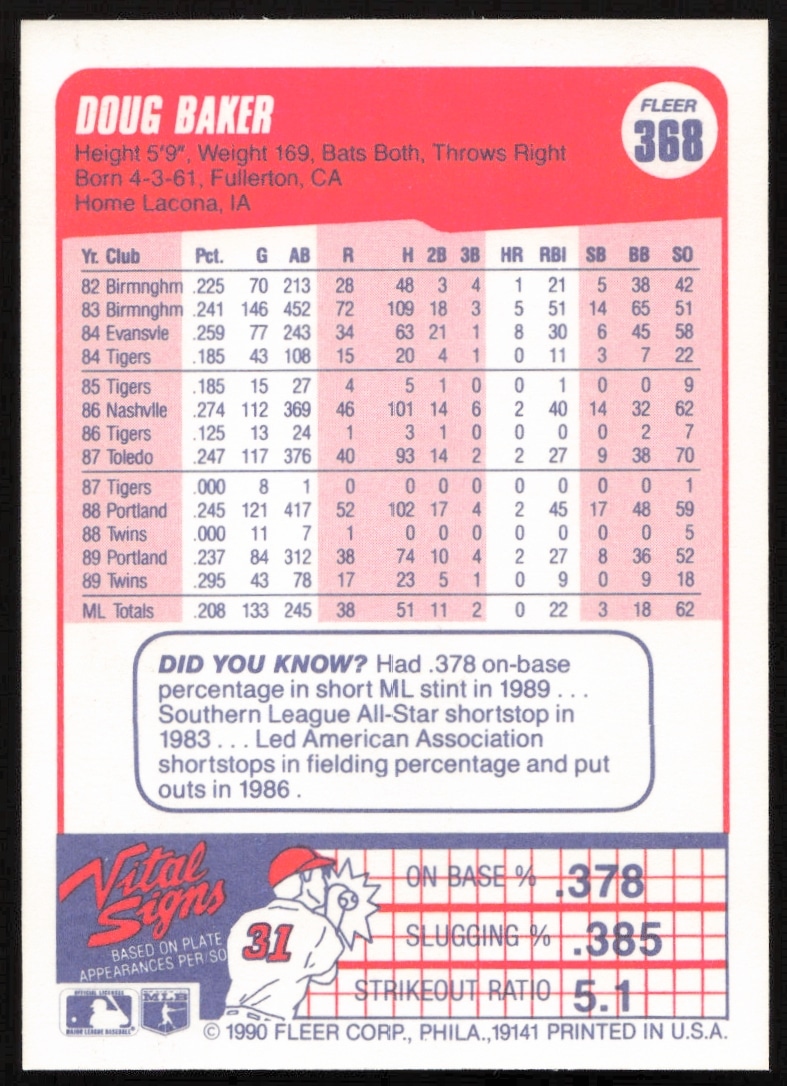 DOUG BAKER
FLEER
368
Height 5'9", Weight 169, Bats Both, Throws Right
Born 4-3-61, Fullerton, CA
Home Lacona, IA
Yr. Club Pct. G AB R H 2B 3B HR RBI SB BB SO
82 Birmnghm .225 70 213 28 48 3 4 1 21 5 38 42
83 Birmnghm .241 146 452 72 109 18 3 5 51 14 65 51
84 Evansvle .259 77 243 34 63 21 1 8 30 6 45 58
84 Tigers .185 43 108 15 20 4 1 0 11 3 7 22
85 Tigers .185 15 27 4 5 1 0 0 1 0 0 9
86 Nashvlle .274 112 369 46 101 14 6 2 40 14 32 62
86 Tigers .125 13 24 1 3 1 0 0 0 0 2 7
87 Toledo .247 117 376 40 93 14 2 2 27 9 38 70
87 Tigers .000 8 1 0 0 0 0 0 0 0 0 1
88 Portland .245 121 417 52 102 17 4 2 45 17 48 59
88 Twins .000 11 7 1 0 0 0 0 0 0 0 5
89 Portland .237 84 312 38 74 10 4 2 27 8 36 52
89 Twins .295 43 78 17 23 5 1 0 9 0 9 18
ML Totals .208 133 245 38 51 11 2 0 22 3 18 62
DID YOU KNOW? Had .378 on-base
percentage in short ML stint in 1989 . . .
Southern League All-Star shortstop in
1983 . . . Led American Association
shortstops in fielding percentage and put
outs in 1986 .
Vital
Signs
BASED ON PLATE
APPEARANCES PER/SO
31
ON BASE % .378
SLUGGING % .385
STRIKEOUT RATIO 5.1
OFFICIAL LICENSEE
MAJOR LEAGUE BASEBALL
MLB
© 1990 FLEER CORP., PHILA.,19141 PRINTED IN U.S.A.